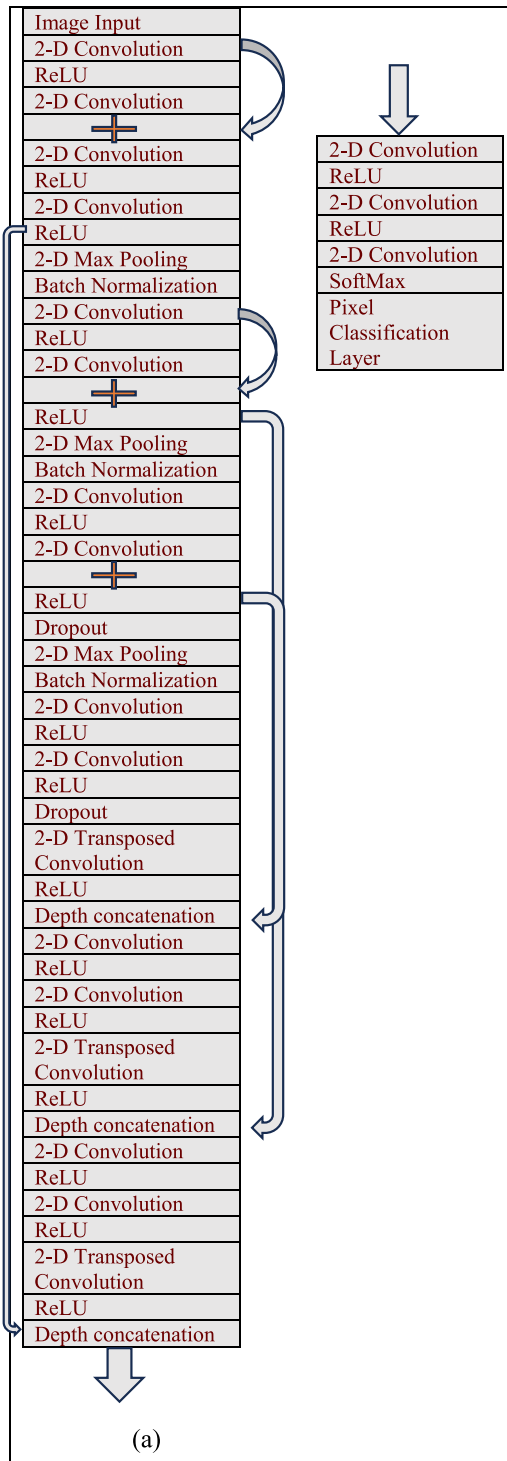 Image Input
2-D Convolution
ReLU
2-D Convolution
2-D Convolution
ReLU
2-D Convolution
ReLU
2-D Max Pooling
Batch Normalization
2-D Convolution
ReLU
2-D Convolution
ReLU
2-D Max Pooling
Batch Normalization
2-D Convolution
ReLU
2-D Convolution
ReLU
Dropout
2-D Max Pooling
Batch Normalization
2-D Convolution
ReLU
2-D Convolution
ReLU
Dropout
2-D Transposed
Convolution
ReLU
Depth concatenation
2-D Convolution
ReLU
2-D Convolution
ReLU
2-D Transposed
Convolution
ReLU
Depth concatenation
2-D Convolution
ReLU
2-D Convolution
ReLU
2-D Transposed
Convolution
ReLU
Depth concatenation
2-D Convolution
ReLU
2-D Convolution
ReLU
2-D Convolution
SoftMax
Pixel
Classification
Layer
(a)